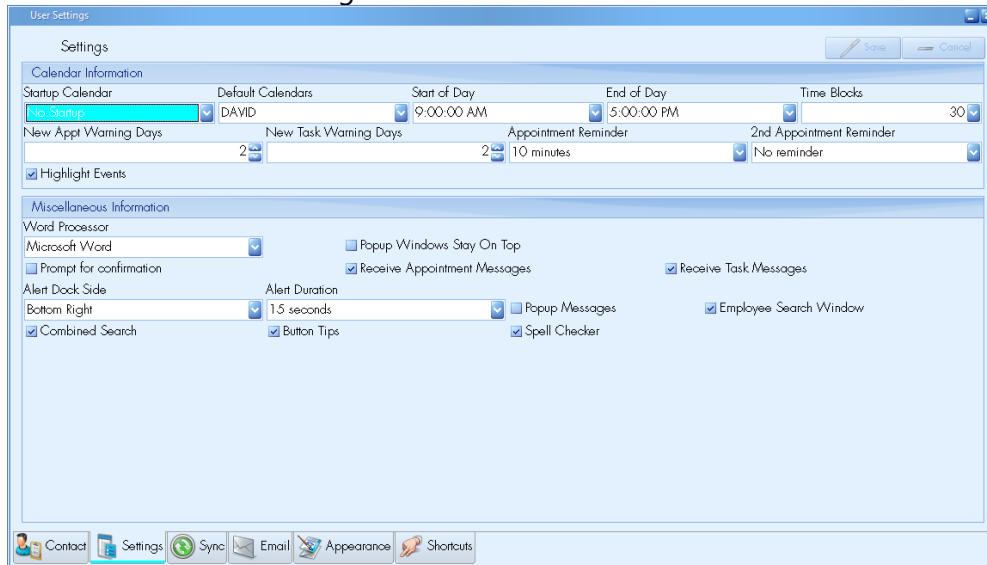 User Settings
Settings
Save Cancel
Calendar Information
Startup Calendar Default Calendars Start of Day End of Day Time Blocks
No Startup DAVID 9:00:00 AM 5:00:00 PM 30
New Appt Warning Days New Task Warning Days Appointment Reminder 2nd Appointment Reminder
2 2 10 minutes No reminder
Highlight Events
Miscellaneous Information
Word Processor
Microsoft Word Popup Windows Stay On Top
Prompt for confirmation Receive Appointment Messages Receive Task Messages
Alert Dock Side Alert Duration
Bottom Right 15 seconds Popup Messages Employee Search Window
Combined Search Button Tips Spell Checker
Contact Settings Sync Email Appearance Shortcuts